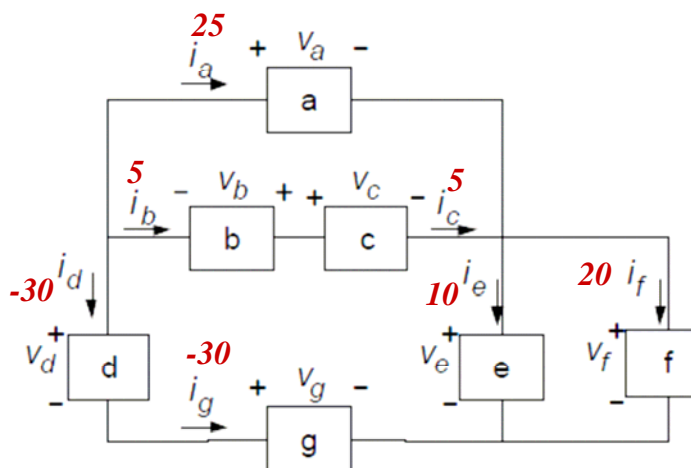 25
i_a + v_a −
a
5 5
i_b − v_b + + v_c − i_c
b c
-30 i_d 10 i_e 20 i_f
+ + +
v_d d v_e e v_f f
− − −
-30
i_g + v_g −
g